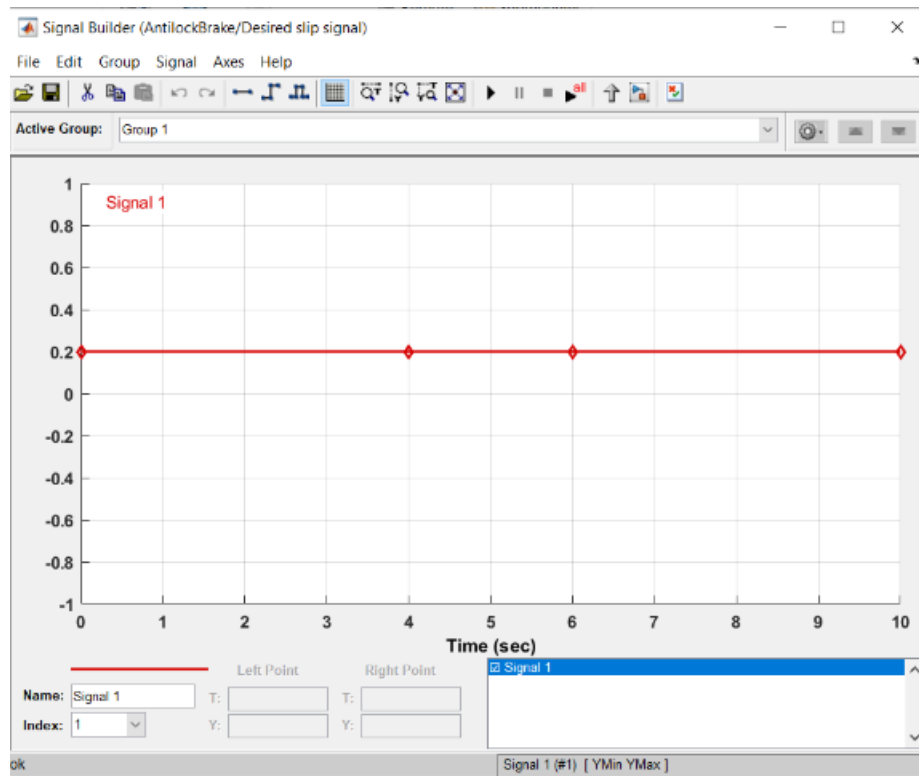 Signal Builder (AntilockBrake/Desired slip signal)
File Edit Group Signal Axes Help
all
Active Group: Group 1
Signal 1
1
0.8
0.6
0.4
0.2
0
-0.2
-0.4
-0.6
-0.8
-1
0 1 2 3 4 5 6 7 8 9 10
Time (sec)
Left Point Right Point
Signal 1
Name: Signal 1 T: T:
Index: 1 Y: Y:
ok Signal 1 (#1) [ YMin YMax ]